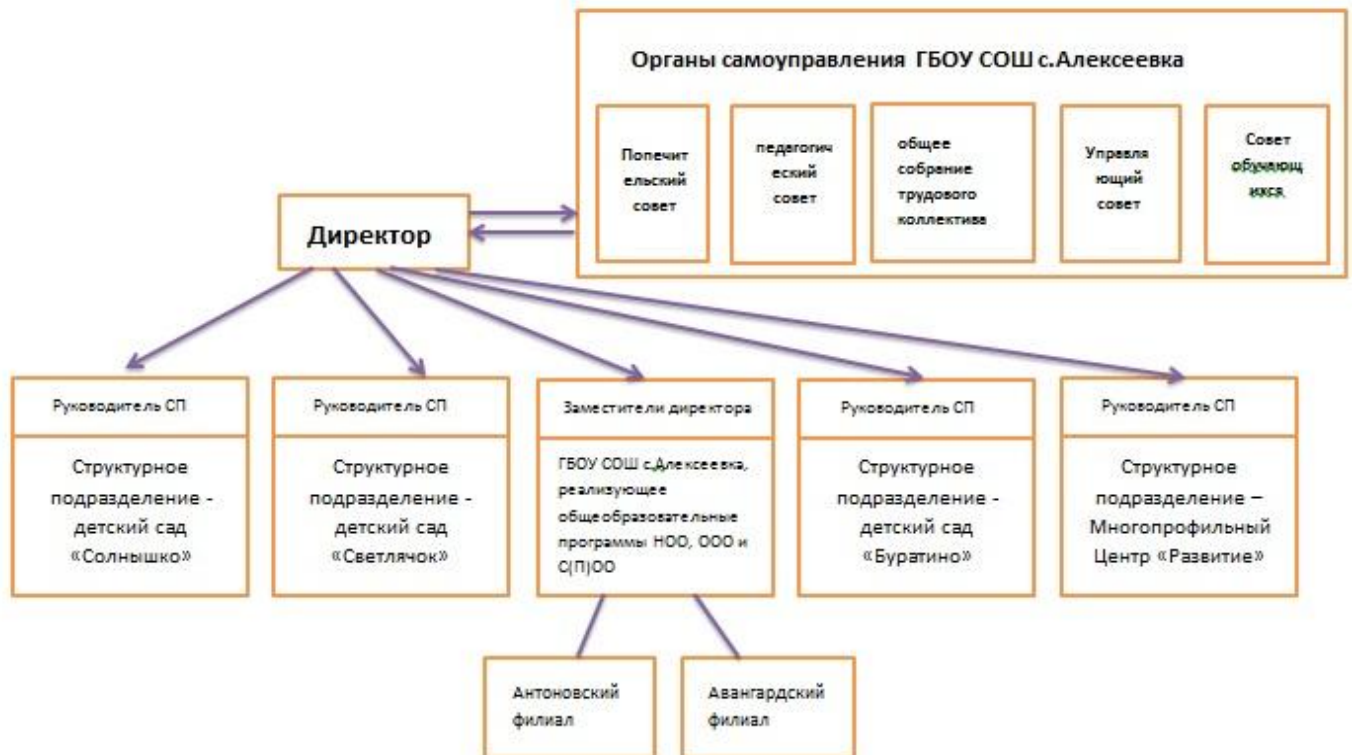 Органы самоуправления ГБОУ СОШ с.Алексеевка
Попечит
ельский
совет
педагогич
еский
совет
общее
собрание
трудового
коллектива
Управля
ющий
совет
Совет
обучающ
ихся
Директор
Руководитель СП
Структурное
подразделение -
детский сад
«Солнышко»
Руководитель СП
Структурное
подразделение -
детский сад
«Светлячок»
Заместители директора
ГБОУ СОШ с.Алексеевка,
реализующее
общеобразовательные
программы НОО, ООО и
С(П)ОО
Руководитель СП
Структурное
подразделение -
детский сад
«Буратино»
Руководитель СП
Структурное
подразделение –
Многопрофильный
Центр «Развитие»
Антоновский
филиал
Авангардский
филиал